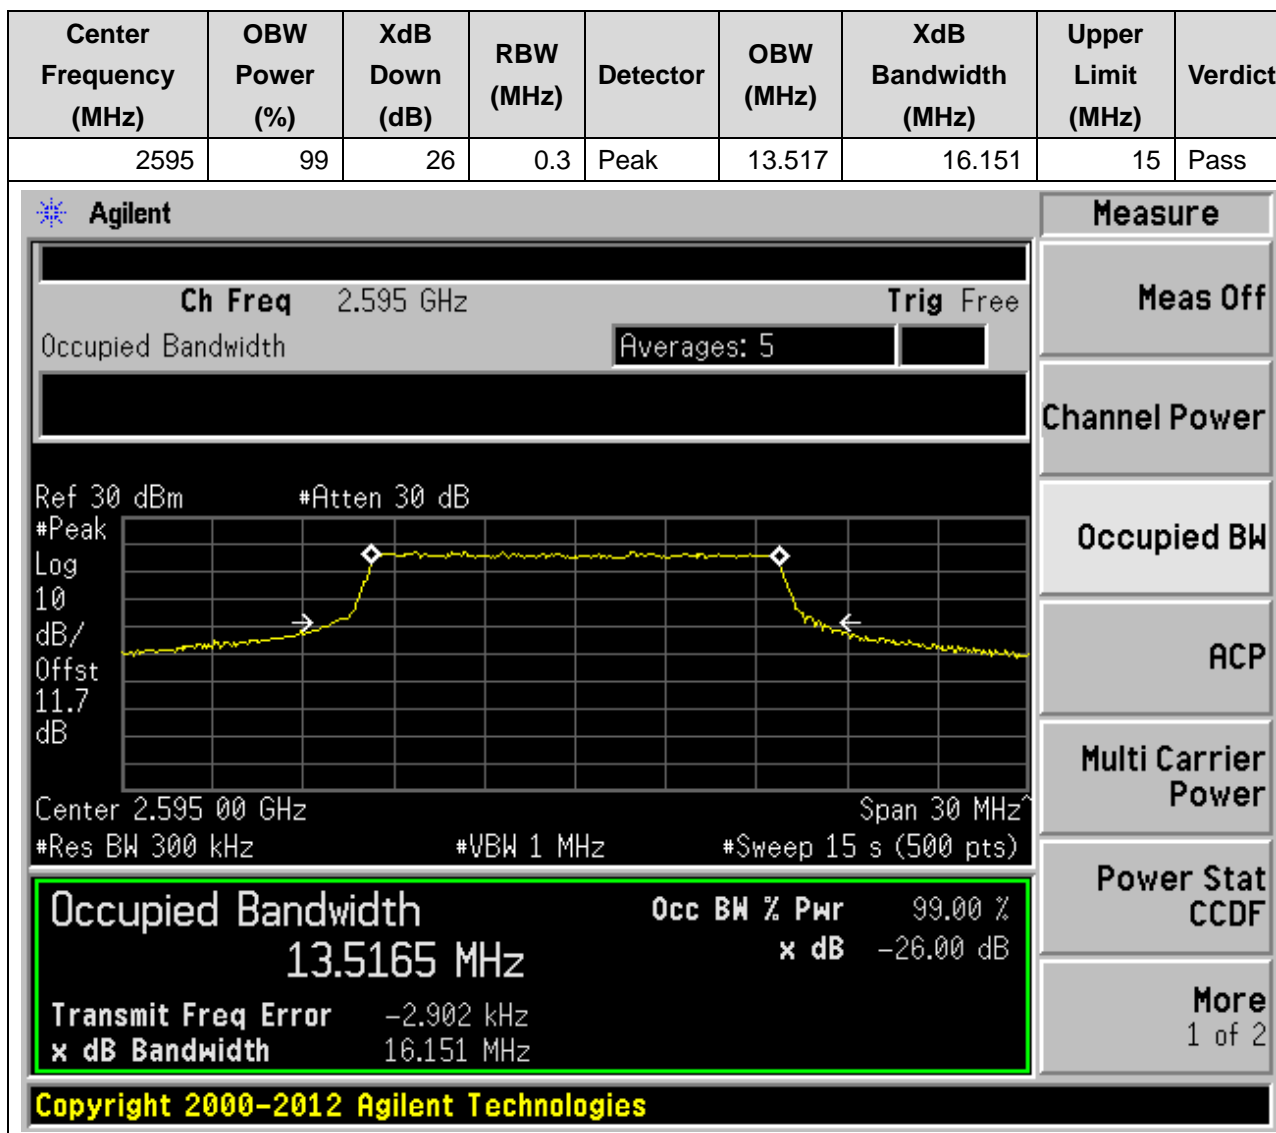 Center Frequency (MHz) OBW Power (%) XdB Down (dB) RBW (MHz) Detector OBW (MHz) XdB Bandwidth (MHz) Upper Limit (MHz) Verdict
2595 99 26 0.3 Peak 13.517 16.151 15 Pass
Agilent
Measure
Ch Freq 2.595 GHz Trig Free
Meas Off
Occupied Bandwidth Averages: 5
Channel Power
Ref 30 dBm #Atten 30 dB
#Peak
Log
10
dB/
Offst
11.7
dB
Occupied BW
ACP
Multi Carrier
Power
Center 2.595 00 GHz Span 30 MHz^
#Res BW 300 kHz #VBW 1 MHz #Sweep 15 s (500 pts)
Power Stat
CCDF
Occupied Bandwidth Occ BW % Pwr 99.00 %
13.5165 MHz x dB -26.00 dB
Transmit Freq Error -2.902 kHz
x dB Bandwidth 16.151 MHz
More
1 of 2
Copyright 2000-2012 Agilent Technologies